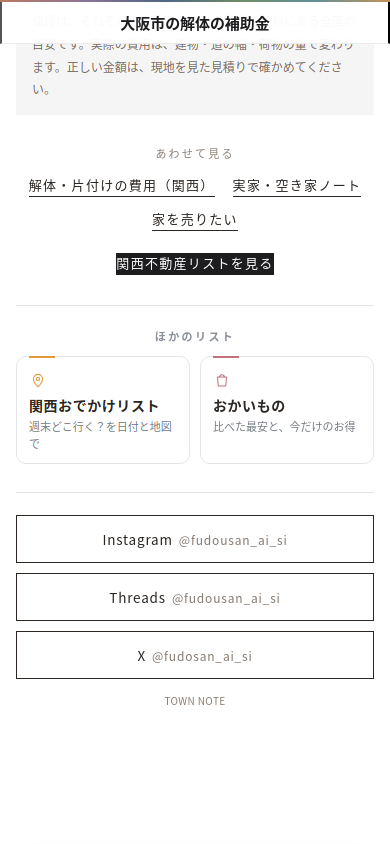 大阪市の解体の補助金
目安です。実際の費用は、建物・道の幅・荷物の量で変わり
ます。正しい金額は、現地を見た見積りで確かめてくださ
い。
あわせて見る
解体・片付けの費用（関西） 実家・空き家ノート
家を売りたい
関西不動産リストを見る
ほかのリスト
関西おでかけリスト
週末どこ行く？を日付と地図
で
おかいもの
比べた最安と、今だけのお得
Instagram @fudousan_ai_si
Threads @fudousan_ai_si
X @fudosan_ai_si
TOWN NOTE